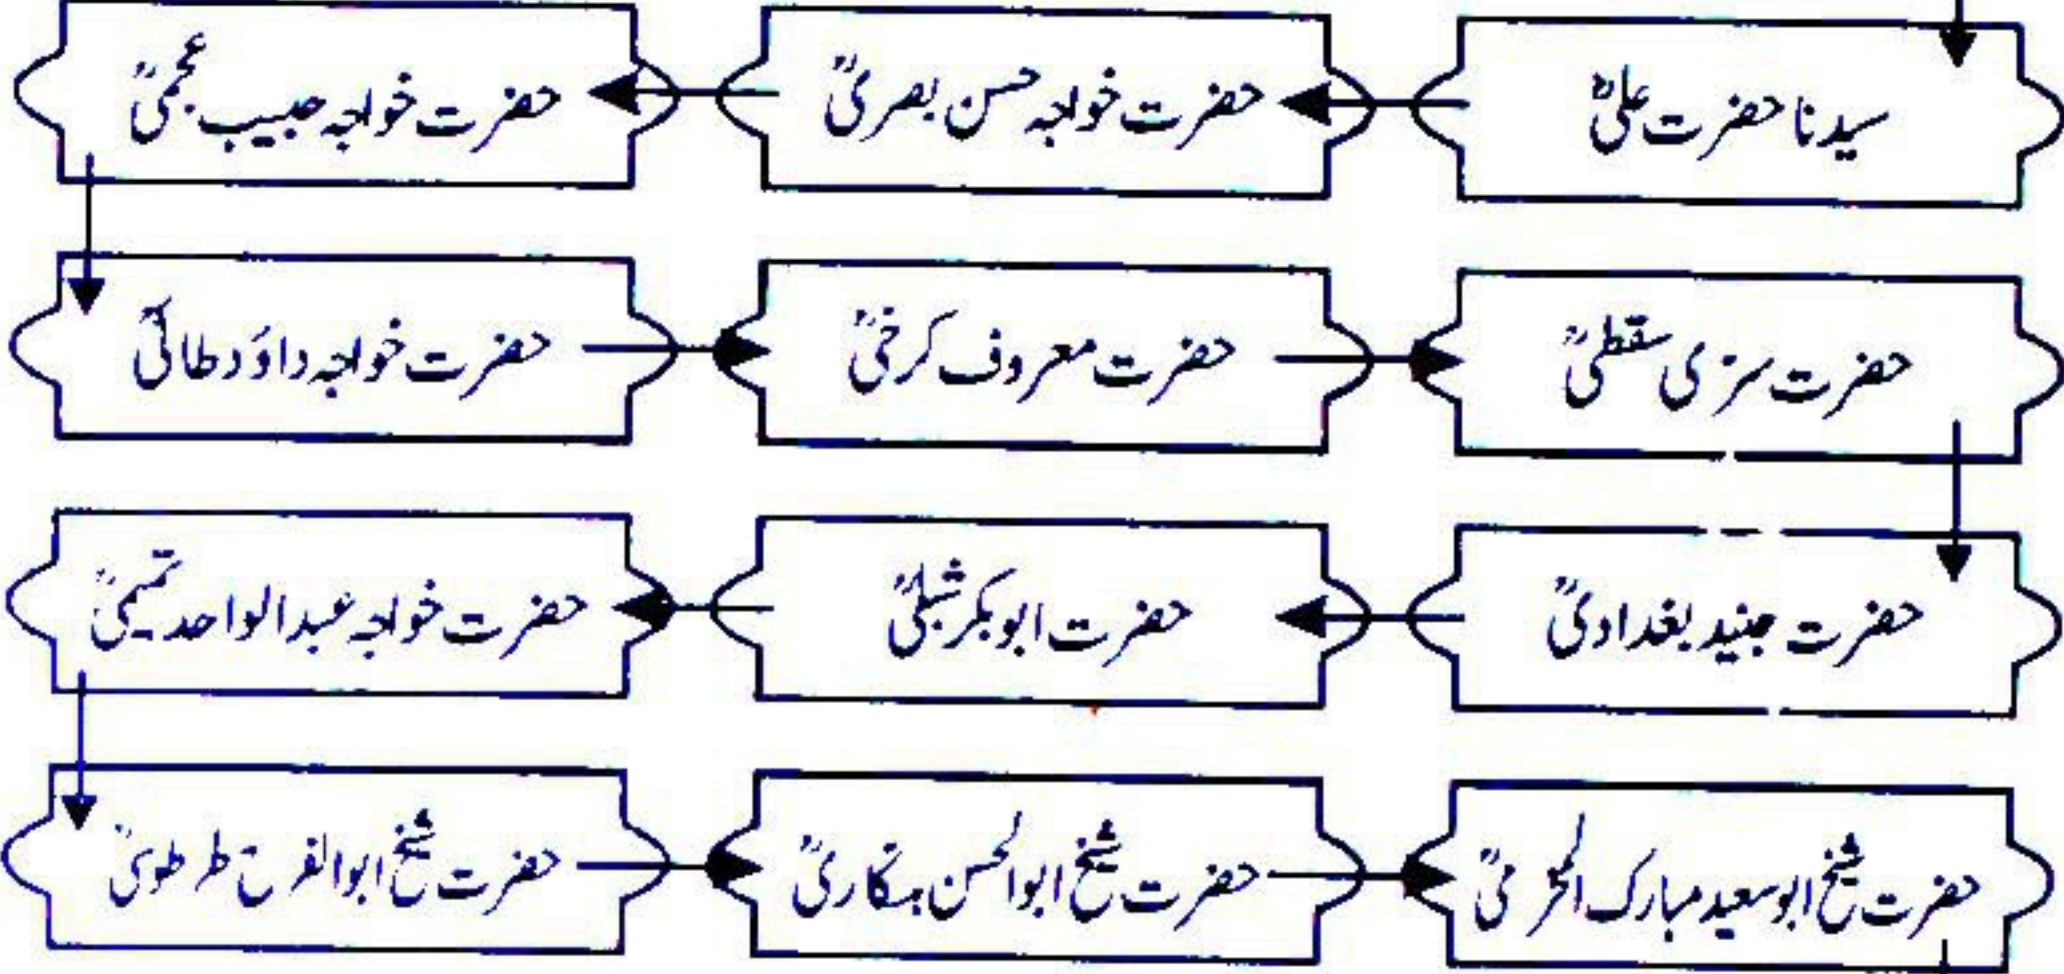 سیدنا حضرت علیؓ
حضرت خواجہ حسن بصریؒ
حضرت خواجہ حبیب عجمیؒ
حضرت خواجہ داؤد طائیؒ
حضرت معروف کرخیؒ
حضرت سری سقطیؒ
حضرت جنید بغدادیؒ
حضرت ابوبکر شبلیؒ
حضرت خواجہ عبدالواحد تمیمیؒ
حضرت شیخ ابوالفرح طرطوسیؒ
حضرت شیخ ابوالحسن ہنکاریؒ
حضرت شیخ ابوسعید مبارک المخرمیؒ